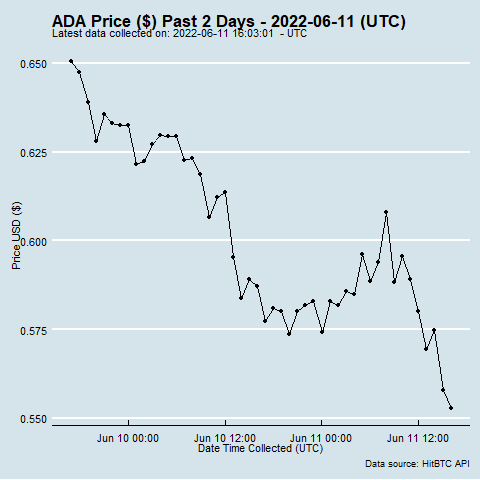 ADA Price ($) Past 2 Days - 2022-06-11 (UTC)
Latest data collected on: 2022-06-11 16:03:01  - UTC
0.650
0.625
0.600
0.575
0.550
Price USD ($)
Jun 10 00:00 Jun 10 12:00 Jun 11 00:00 Jun 11 12:00
Date Time Collected (UTC)
Data source: HitBTC API